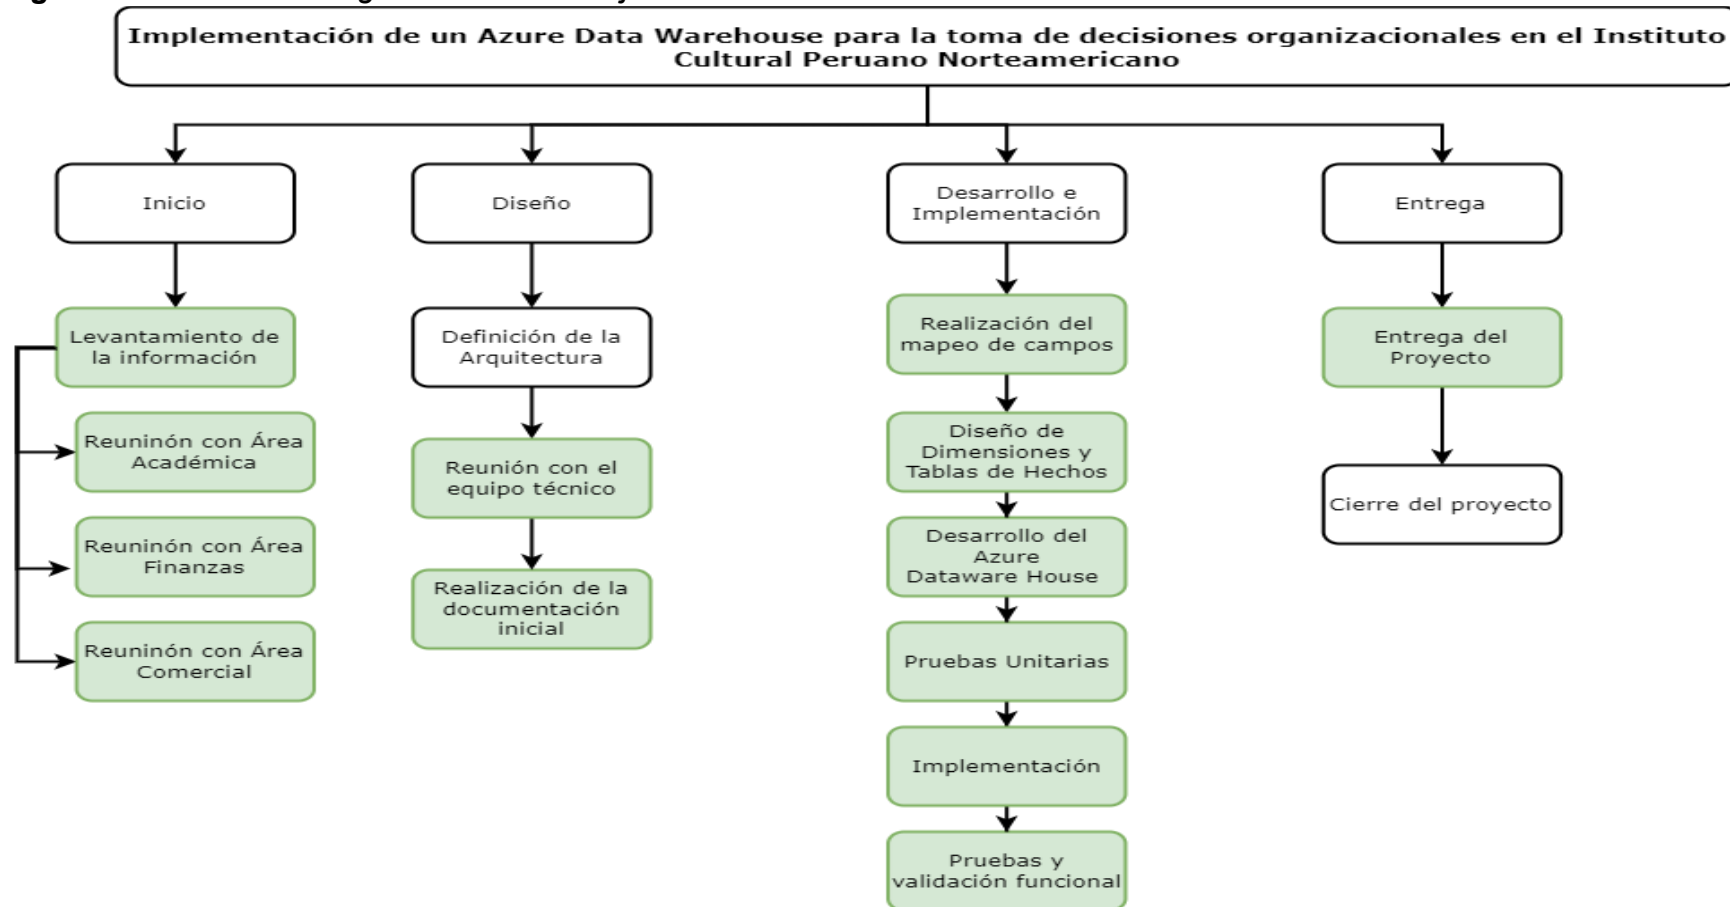 Implementación de un Azure Data Warehouse para la toma de decisiones organizacionales en el Instituto
Cultural Peruano Norteamericano
Inicio
Levantamiento de
la información
Reuninón con Área
Académica
Reuninón con Área
Finanzas
Reuninón con Área
Comercial
Diseño
Definición de la
Arquitectura
Reunión con el
equipo técnico
Realización de la
documentación
inicial
Desarrollo e
Implementación
Realización del
mapeo de campos
Diseño de
Dimensiones y
Tablas de Hechos
Desarrollo del
Azure
Dataware House
Pruebas Unitarias
Implementación
Pruebas y
validación funcional
Entrega
Entrega del
Proyecto
Cierre del proyecto